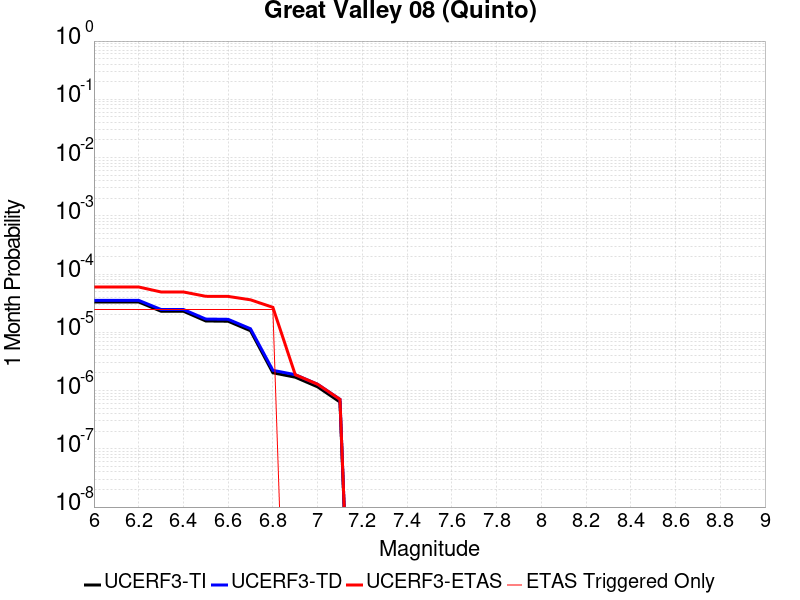 Great Valley 08 (Quinto)
10^0
10^-1
10^-2
10^-3
10^-4
10^-5
10^-6
10^-7
10^-8
1 Month Probability
6 6.2 6.4 6.6 6.8 7 7.2 7.4 7.6 7.8 8 8.2 8.4 8.6 8.8 9
Magnitude
UCERF3-TI UCERF3-TD UCERF3-ETAS ETAS Triggered Only